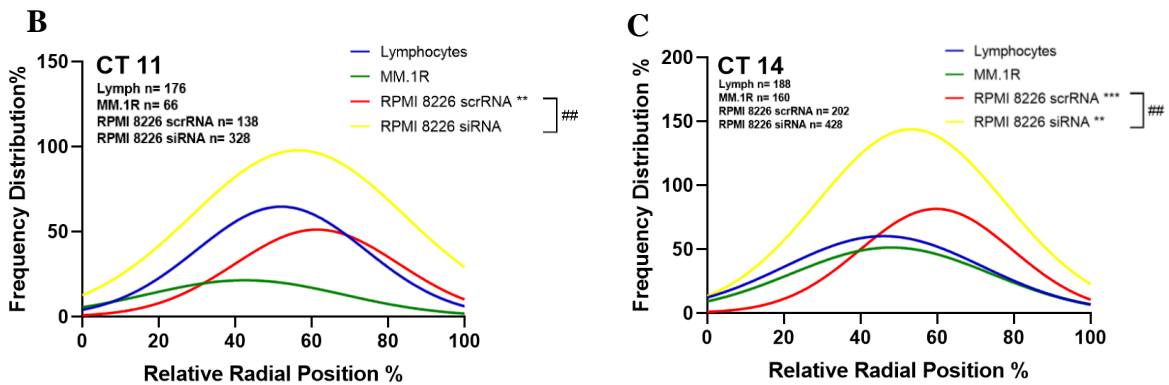 B
CT 11
Lymph n= 176
MM.1R n= 66
RPMI 8226 scrRNA n= 138
RPMI 8226 siRNA n= 328
Lymphocytes
MM.1R
RPMI 8226 scrRNA **
RPMI 8226 siRNA
##
Frequency Distribution%
150
100
50
0
0 20 40 60 80 100
Relative Radial Position %
C
CT 14
Lymph n= 188
MM.1R n= 160
RPMI 8226 scrRNA n= 202
RPMI 8226 siRNA n= 428
Lymphocytes
MM.1R
RPMI 8226 scrRNA ***
RPMI 8226 siRNA **
##
Frequency Distribution %
200
150
100
50
0
0 20 40 60 80 100
Relative Radial Position %